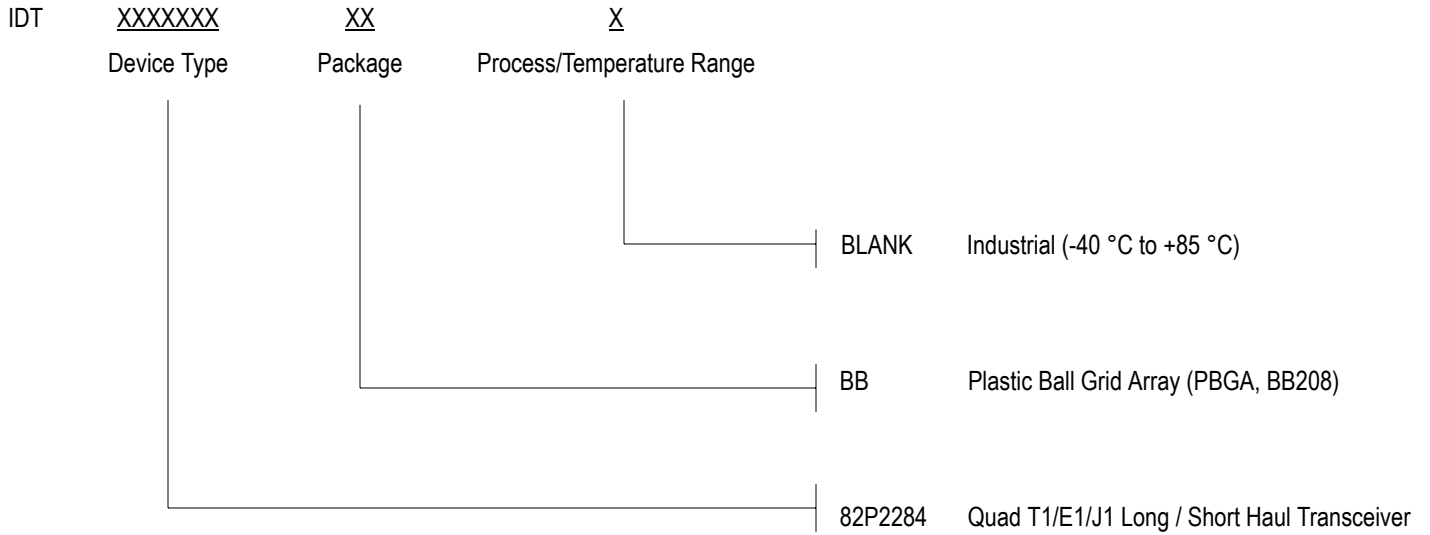 IDT XXXXXXX XX X
Device Type Package Process/Temperature Range
BLANK Industrial (-40 °C to +85 °C)
BB Plastic Ball Grid Array (PBGA, BB208)
82P2284 Quad T1/E1/J1 Long / Short Haul Transceiver